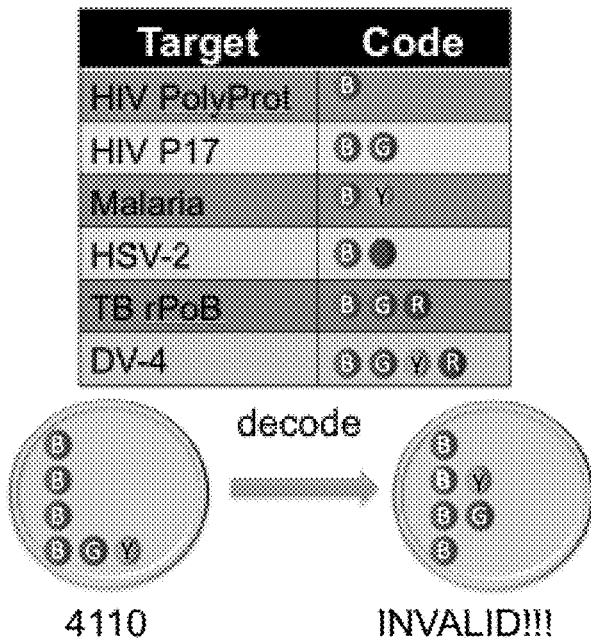 Target Code
HIV PolyProt B
HIV P17 B G
Malaria B Y
HSV-2 B
TB rPoB B G R
DV-4 B G Y R
decode
B B
B B Y
B B G
B G Y B
4110 INVALID!!!